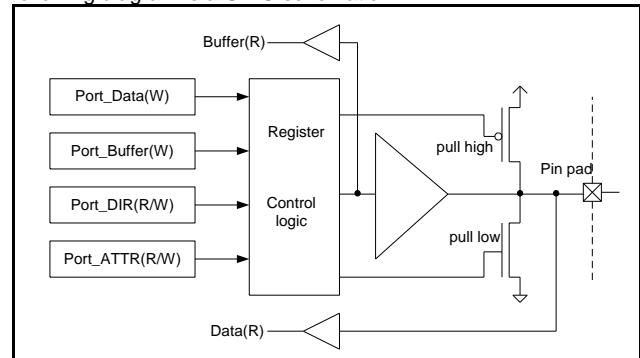 Buffer(R)
Port_Data(W)
Register
Port_Buffer(W)
pull high
Pin pad
Port_DIR(R/W)
Control
logic
pull low
Port_ATTR(R/W)
Data(R)